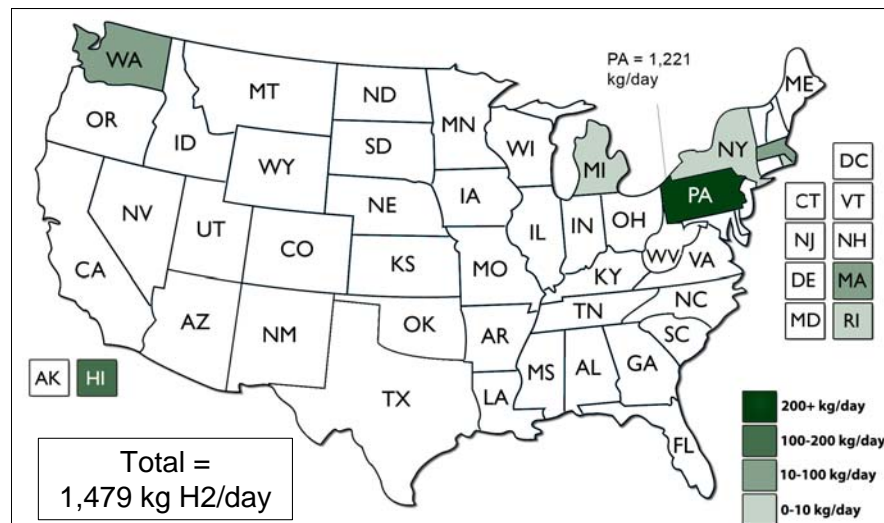 WA
PA = 1,221
kg/day
MT
ND
ME
OR
MN
ID
SD
WI
NY
MI
DC
WY
PA
CT
VT
IA
NE
NV
OH
UT
IL
IN
NJ
NH
CO
WV
VA
CA
KS
MO
KY
DE
MA
NC
TN
AZ
OK
MD
RI
NM
AR
SC
AK
HI
MS
AL
GA
TX
LA
200+ kg/day
FL
100-200 kg/day
Total =
1,479 kg H2/day
10-100 kg/day
0-10 kg/day